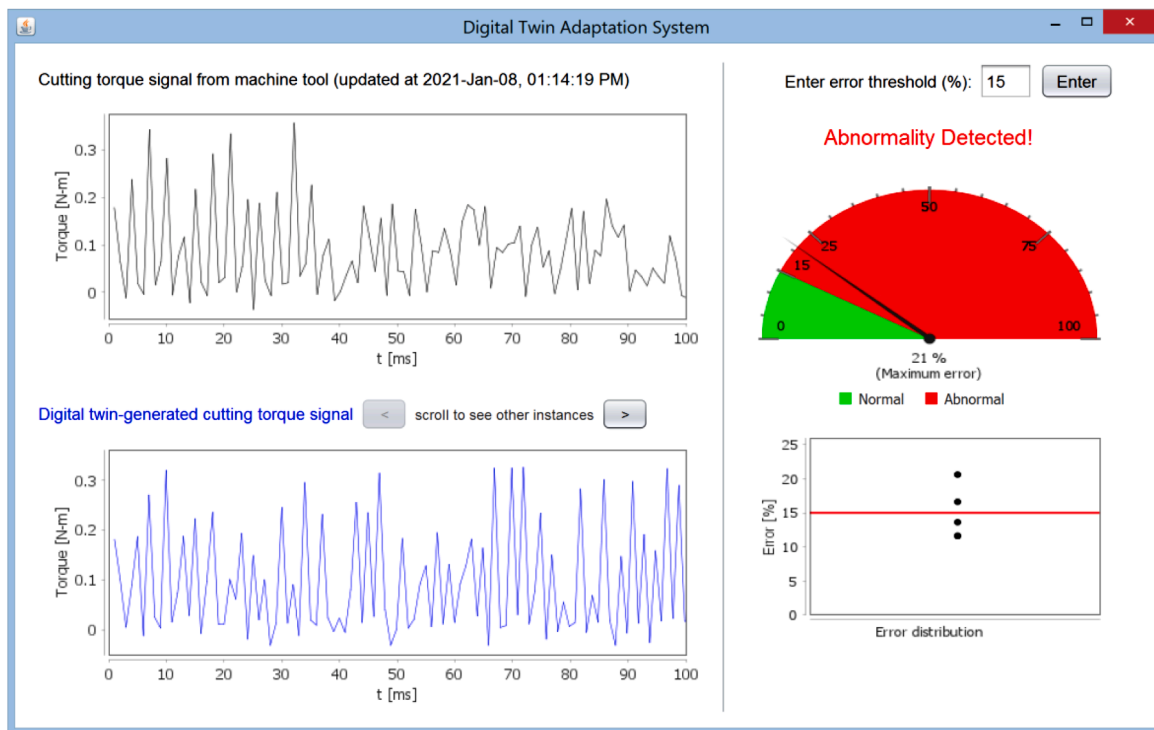 Digital Twin Adaptation System
Cutting torque signal from machine tool (updated at 2021-Jan-08, 01:14:19 PM)
Torque [N-m]
0.3
0.2
0.1
0
0 10 20 30 40 50 60 70 80 90 100
t [ms]
Digital twin-generated cutting torque signal < scroll to see other instances >
Torque [N-m]
0.3
0.2
0.1
0
0 10 20 30 40 50 60 70 80 90 100
t [ms]
Enter error threshold (%): 15 Enter
Abnormality Detected!
50
25 75
15
0 100
21 %
(Maximum error)
Normal Abnormal
Error [%]
25
20
15
10
5
0
Error distribution